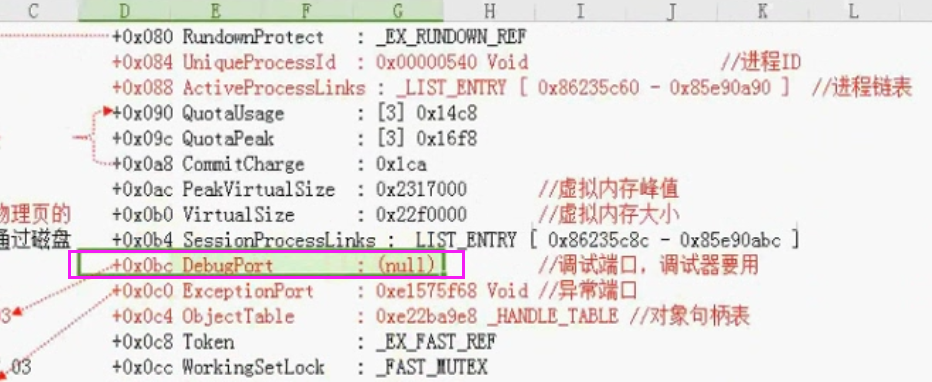 C D E F G H I J K L
+0x080 RundownProtect : _EX_RUNDOWN_REF
+0x084 UniqueProcessId : 0x00000540 Void //进程ID
+0x088 ActiveProcessLinks : _LIST_ENTRY [ 0x86235c60 - 0x85e90a90 ] //进程链表
+0x090 QuotaUsage : [3] 0x14c8
+0x09c QuotaPeak : [3] 0x16f8
+0x0a8 CommitCharge : 0x1ca
+0x0ac PeakVirtualSize : 0x2317000 //虚拟内存峰值
物理页的 +0x0b0 VirtualSize : 0x22f0000 //虚拟内存大小
通过磁盘 +0x0b4 SessionProcessLinks : _LIST_ENTRY [ 0x86235c8c - 0x85e90abc ]
+0x0bc DebugPort : (null) //调试端口，调试器要用
+0x0c0 ExceptionPort : 0xe1575f68 Void //异常端口
03 +0x0c4 ObjectTable : 0xe22ba9e8 _HANDLE_TABLE //对象句柄表
+0x0c8 Token : _EX_FAST_REF
.03 +0x0cc WorkingSetLock : _FAST_MUTEX